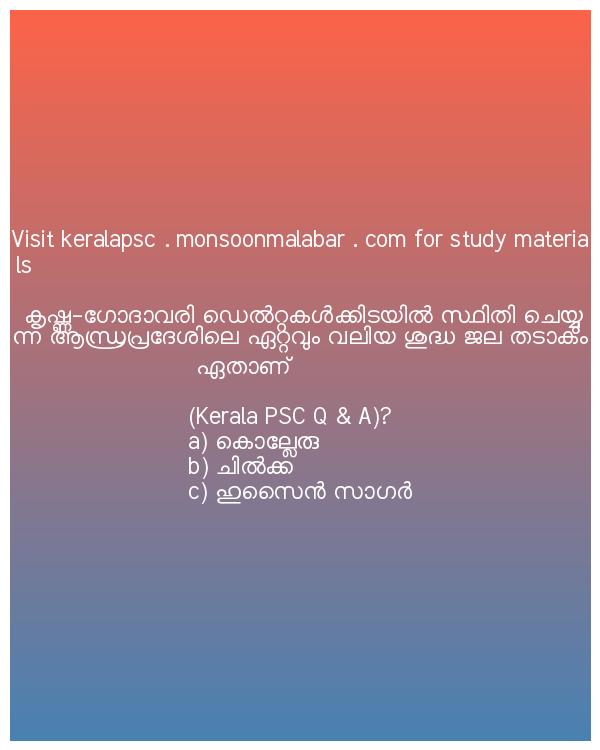 Visit keralapsc . monsoonmalabar . com for study materia
ls
കൃഷ്ണ-ഗോദാവരി ഡെൽറ്റകൾക്കിടയിൽ സ്ഥിതി ചെയ്യു
ന്ന ആന്ധ്രപ്രദേശിലെ ഏറ്റവും വലിയ ശുദ്ധ ജല തടാകം
ഏതാണ്
(Kerala PSC Q & A)?
a) കൊല്ലേരു
b) ചിൽക്ക
c) ഹുസൈൻ സാഗർ